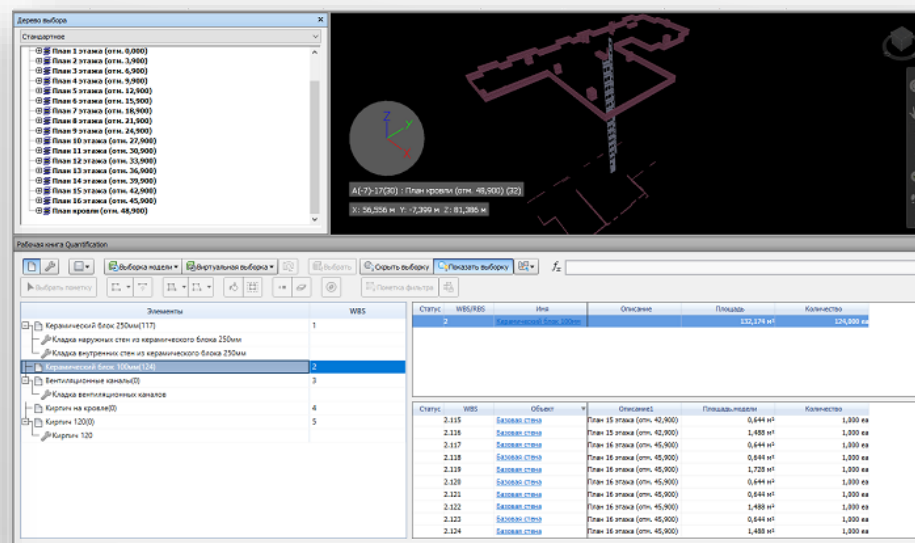 Дерево выбора
Стандартное
План 1 этажа (отм. 0,000)
План 2 этажа (отм. 3,900)
План 3 этажа (отм. 6,900)
План 4 этажа (отм. 9,900)
План 5 этажа (отм. 12,900)
План 6 этажа (отм. 15,900)
План 7 этажа (отм. 18,900)
План 8 этажа (отм. 21,900)
План 9 этажа (отм. 24,900)
План 10 этажа (отм. 27,900)
План 11 этажа (отм. 30,900)
План 12 этажа (отм. 33,900)
План 13 этажа (отм. 36,900)
План 14 этажа (отм. 39,900)
План 15 этажа (отм. 42,900)
План 16 этажа (отм. 45,900)
План кровли (отм. 48,900)
Z
Y
X
A(-7)-17(30) : План кровли (отм. 48,900) (32)
X: 56,556 м Y: -7,399 м Z: 81,386 м
Рабочая книга Quantification
Выборка модели
Виртуальная выборка
Выбрать
Скрыть выборку
Показать выборку
fx
Выбрать пометку
Пометка фильтра
Элементы WBS
Керамический блок 250мм(117) 1
Кладка наружных стен из керамического блока 250мм
Кладка внутренних стен из керамического блока 250мм
Керамический блок 100мм(124) 2
Вентиляционные каналы(0) 3
Кладка вентиляционных каналов
Кирпич на кровле(0) 4
Кирпич 120(0) 5
Кирпич 120
Статус WBS/RBS Имя Описание Площадь Количество
2 Керамический блок 100мм 132,174 м² 124,000 ea
Статус WBS Объект Описание1 Площадь модели Количество
2.115 Базовая стена План 15 этажа (отм. 42,900) 0,644 м² 1,000 ea
2.116 Базовая стена План 15 этажа (отм. 42,900) 1,488 м² 1,000 ea
2.117 Базовая стена План 16 этажа (отм. 45,900) 0,644 м² 1,000 ea
2.118 Базовая стена План 16 этажа (отм. 45,900) 0,644 м² 1,000 ea
2.119 Базовая стена План 16 этажа (отм. 45,900) 1,728 м² 1,000 ea
2.120 Базовая стена План 16 этажа (отм. 45,900) 0,644 м² 1,000 ea
2.121 Базовая стена План 16 этажа (отм. 45,900) 0,644 м² 1,000 ea
2.122 Базовая стена План 16 этажа (отм. 45,900) 1,488 м² 1,000 ea
2.123 Базовая стена План 16 этажа (отм. 45,900) 0,644 м² 1,000 ea
2.124 Базовая стена План 16 этажа (отм. 45,900) 1,488 м² 1,000 ea